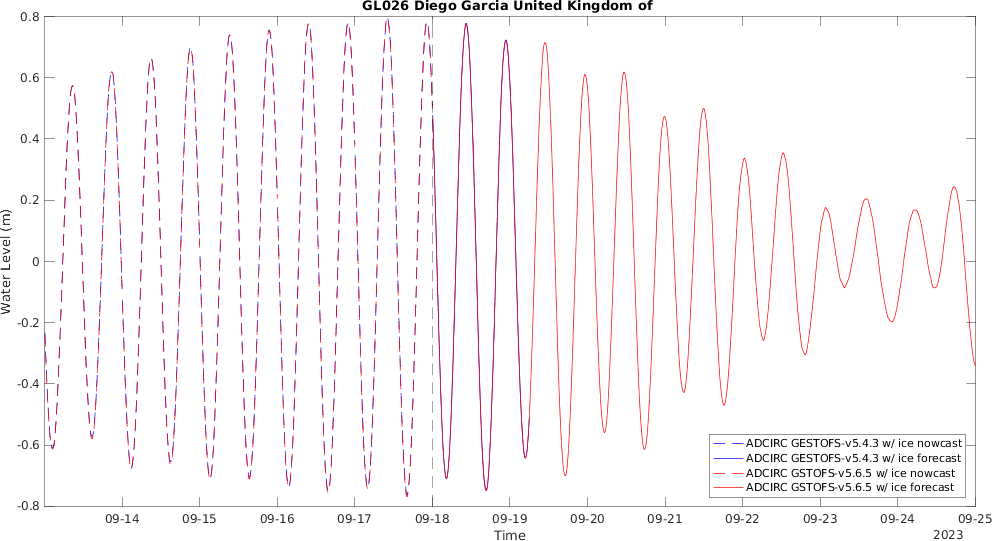 GL026 Diego Garcia United Kingdom of
0.8
0.6
0.4
0.2
0
-0.2
-0.4
-0.6
-0.8
Water Level (m)
ADCIRC GESTOFS-v5.4.3 w/ ice nowcast
ADCIRC GESTOFS-v5.4.3 w/ ice forecast
ADCIRC GSTOFS-v5.6.5 w/ ice nowcast
ADCIRC GSTOFS-v5.6.5 w/ ice forecast
09-14 09-15 09-16 09-17 09-18 09-19 09-20 09-21 09-22 09-23 09-24 09-25
Time
2023